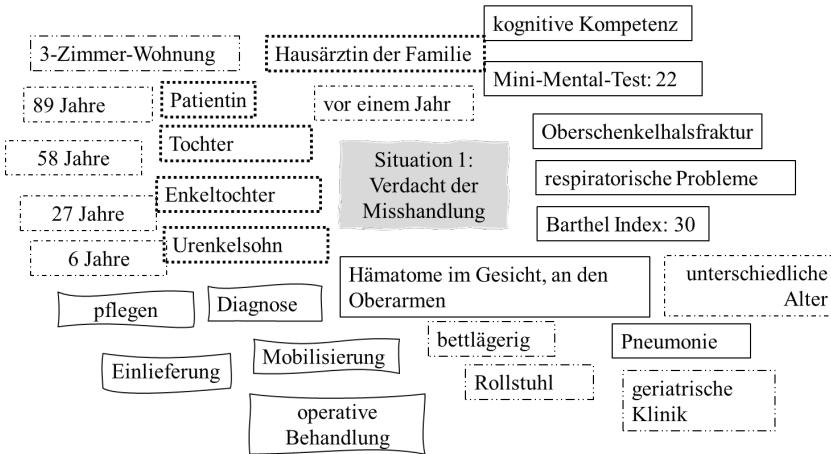 kognitive Kompetenz
3-Zimmer-Wohnung
Hausärztin der Familie
Mini-Mental-Test: 22
89 Jahre
Patientin
vor einem Jahr
Oberschenkelhalsfraktur
Tochter
58 Jahre
Situation 1:
Verdacht der
Misshandlung
respiratorische Probleme
Enkeltochter
27 Jahre
Barthel Index: 30
Urenkelsohn
6 Jahre
Hämatome im Gesicht, an den
Oberarmen
unterschiedliche
Alter
pflegen
Diagnose
bettlägerig
Pneumonie
Mobilisierung
Einlieferung
Rollstuhl
geriatrische
Klinik
operative
Behandlung